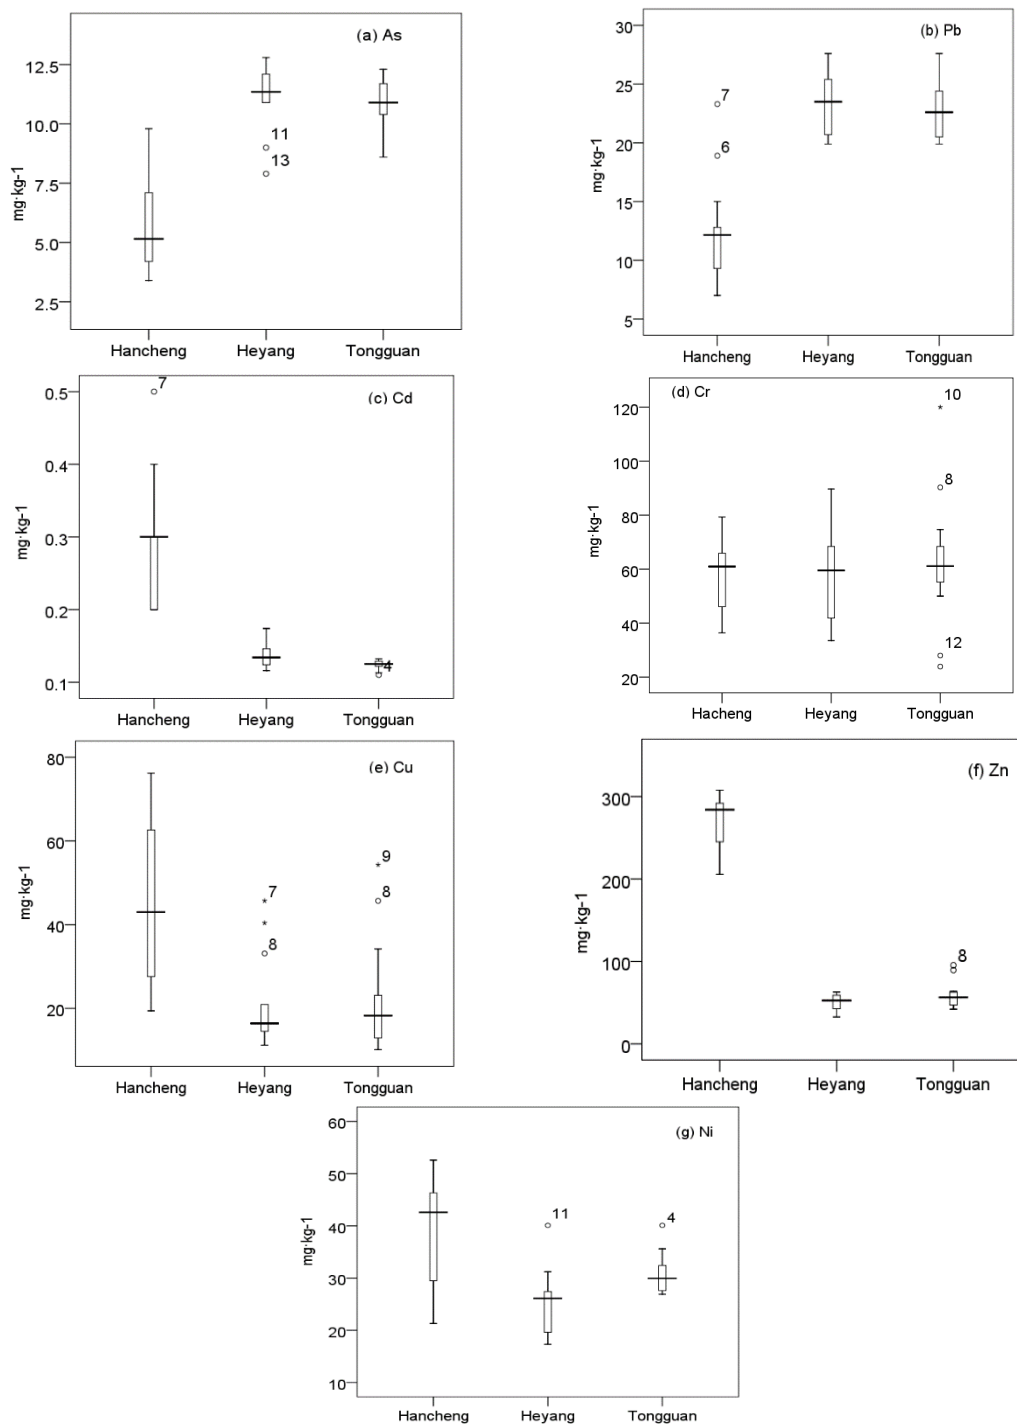 (a) As
mg·kg-1
12.5
10.0
7.5
5.0
2.5
11
13
Hancheng Heyang Tongguan
(b) Pb
mg·kg-1
30
25
20
15
10
5
7
6
Hancheng Heyang Tongguan
(c) Cd
mg·kg-1
0.5
0.4
0.3
0.2
0.1
7
4
Hancheng Heyang Tongguan
(d) Cr
mg·kg-1
120
100
80
60
40
20
10
8
12
Hacheng Heyang Tongguan
(e) Cu
mg·kg-1
80
60
40
20
7
8
9
8
Hancheng Heyang Tongguan
(f) Zn
mg·kg-1
300
200
100
0
8
Hancheng Heyang Tongguan
(g) Ni
mg·kg-1
60
50
40
30
20
10
11
4
Hancheng Heyang Tongguan